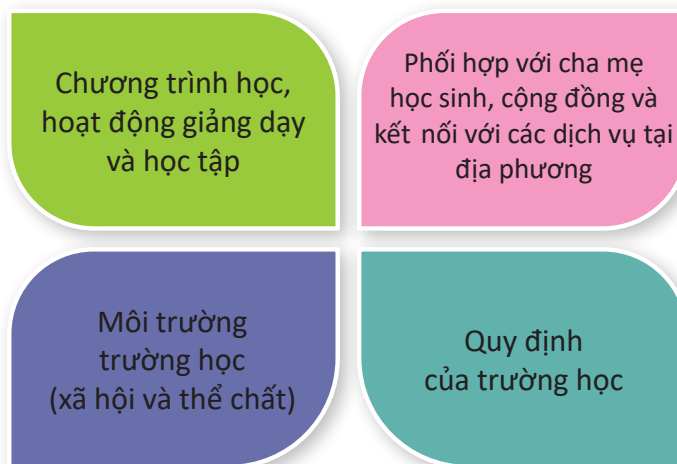 Chương trình học,
hoạt động giảng dạy
và học tập
Phối hợp với cha mẹ
học sinh, cộng đồng và
kết nối với các dịch vụ tại
địa phương
Môi trường
trường học
(xã hội và thể chất)
Quy định
của trường học